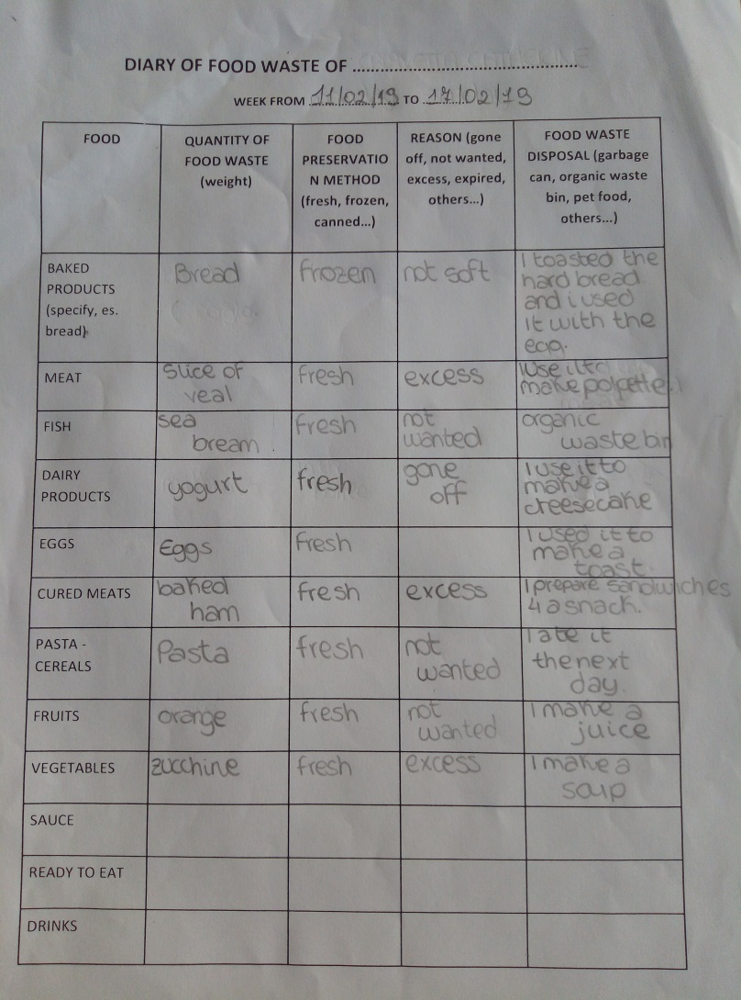 DIARY OF FOOD WASTE OF ................................................
WEEK FROM 11/02/19 TO 17/02/19
FOOD
QUANTITY OF
FOOD WASTE
(weight)
FOOD
PRESERVATIO
N METHOD
(fresh, frozen,
canned...)
REASON (gone
off, not wanted,
excess, expired,
others...)
FOOD WASTE
DISPOSAL (garbage
can, organic waste
bin, pet food,
others...)
BAKED
PRODUCTS
(specify, es.
bread)
Bread
frozen
not soft
I toasted the
hard bread
and i used
it with the
egg.
MEAT
slice of
veal
fresh
excess
I use it to
make polpette
FISH
sea
bream
fresh
not
wanted
organic
waste bin
DAIRY
PRODUCTS
yogurt
fresh
gone
off
I use it to
make a
cheesecake
EGGS
Eggs
fresh
I used it to
make a
toast.
CURED MEATS
baked
ham
fresh
excess
I prepare sandwiches
4 a snack.
PASTA -
CEREALS
Pasta
fresh
not
wanted
I ate it
the next
day.
FRUITS
orange
fresh
not
wanted
I make a
juice
VEGETABLES
zucchine
fresh
excess
I make a
soup
SAUCE
READY TO EAT
DRINKS